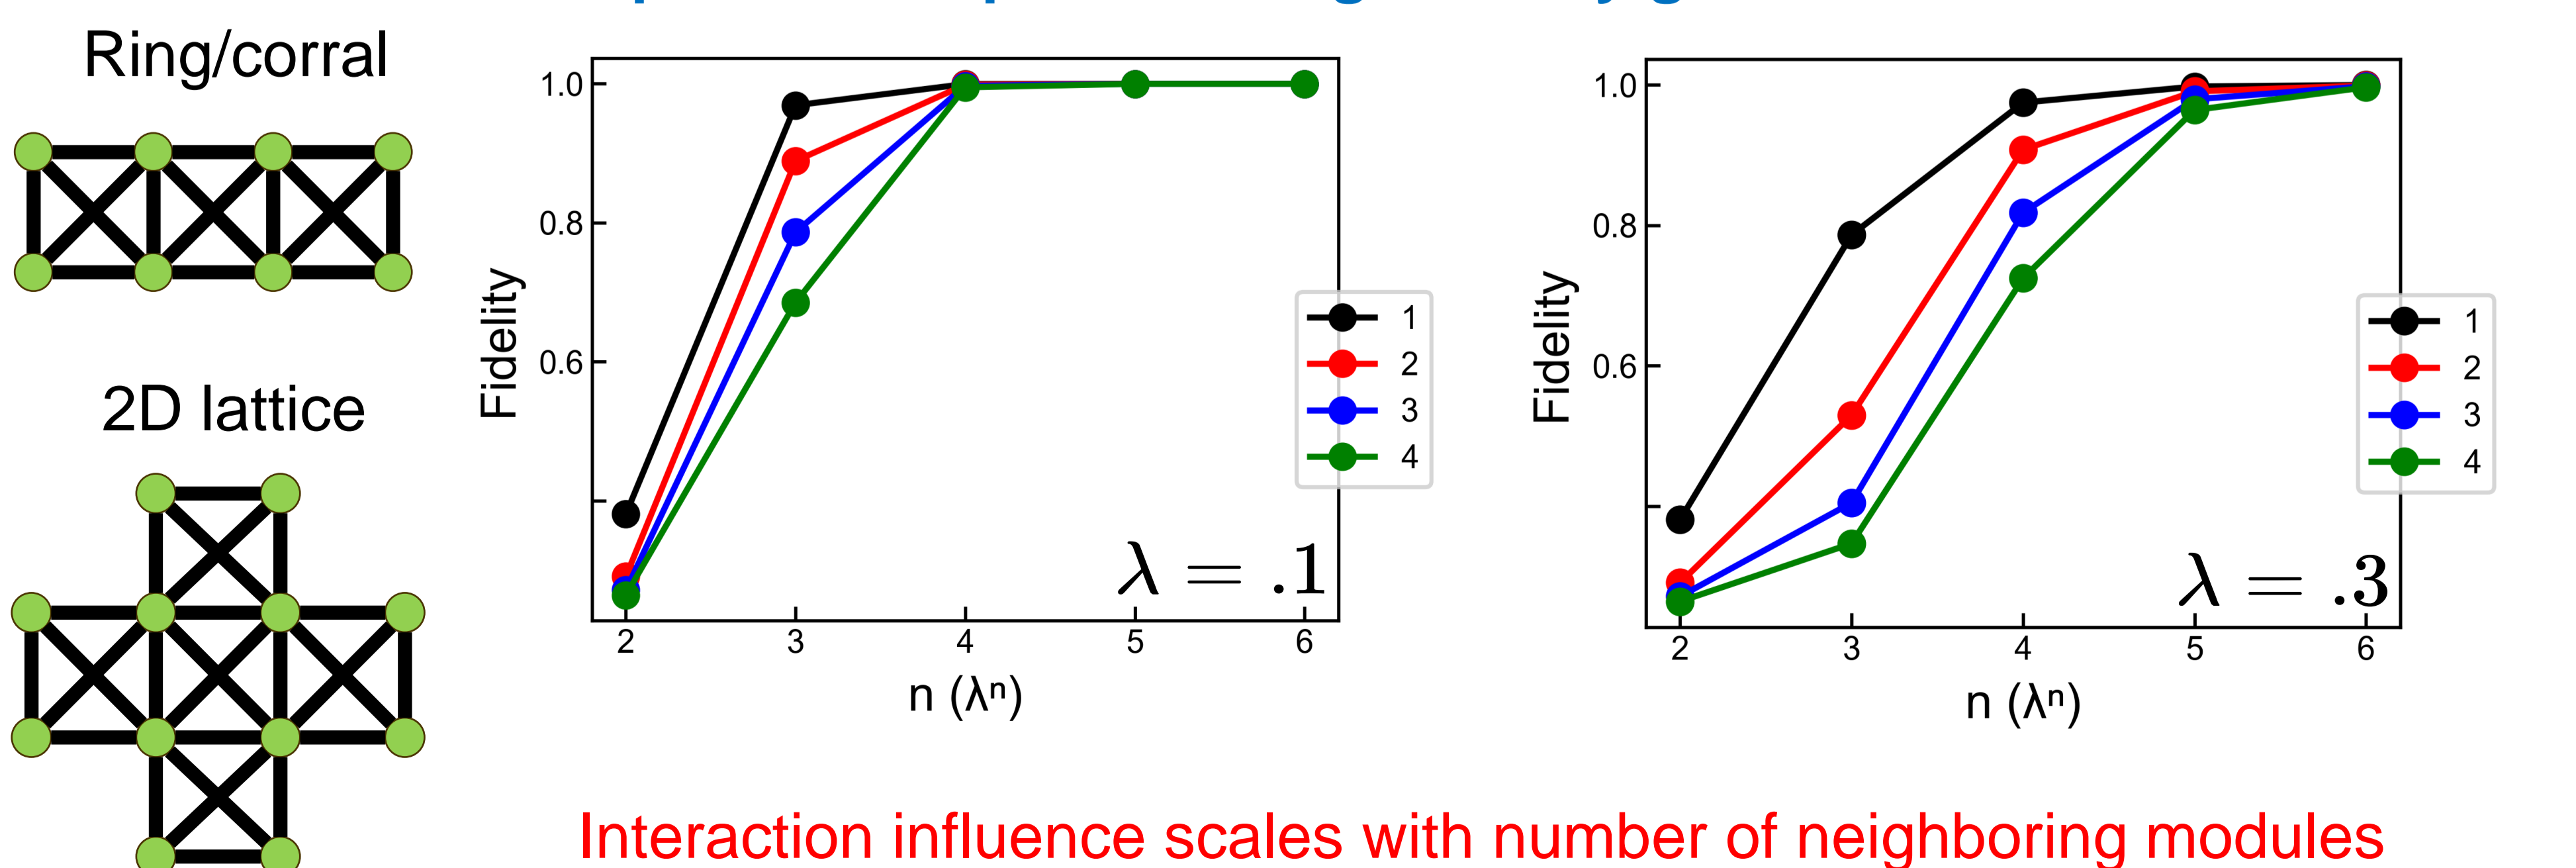 Ring/corral
2D lattice
Fidelity
1.0
0.8
0.6
2 3 4 5 6
n (λⁿ)
1
2
3
4
λ = .1
Fidelity
1.0
0.8
0.6
2 3 4 5 6
n (λⁿ)
1
2
3
4
λ = .3
Interaction influence scales with number of neighboring modules